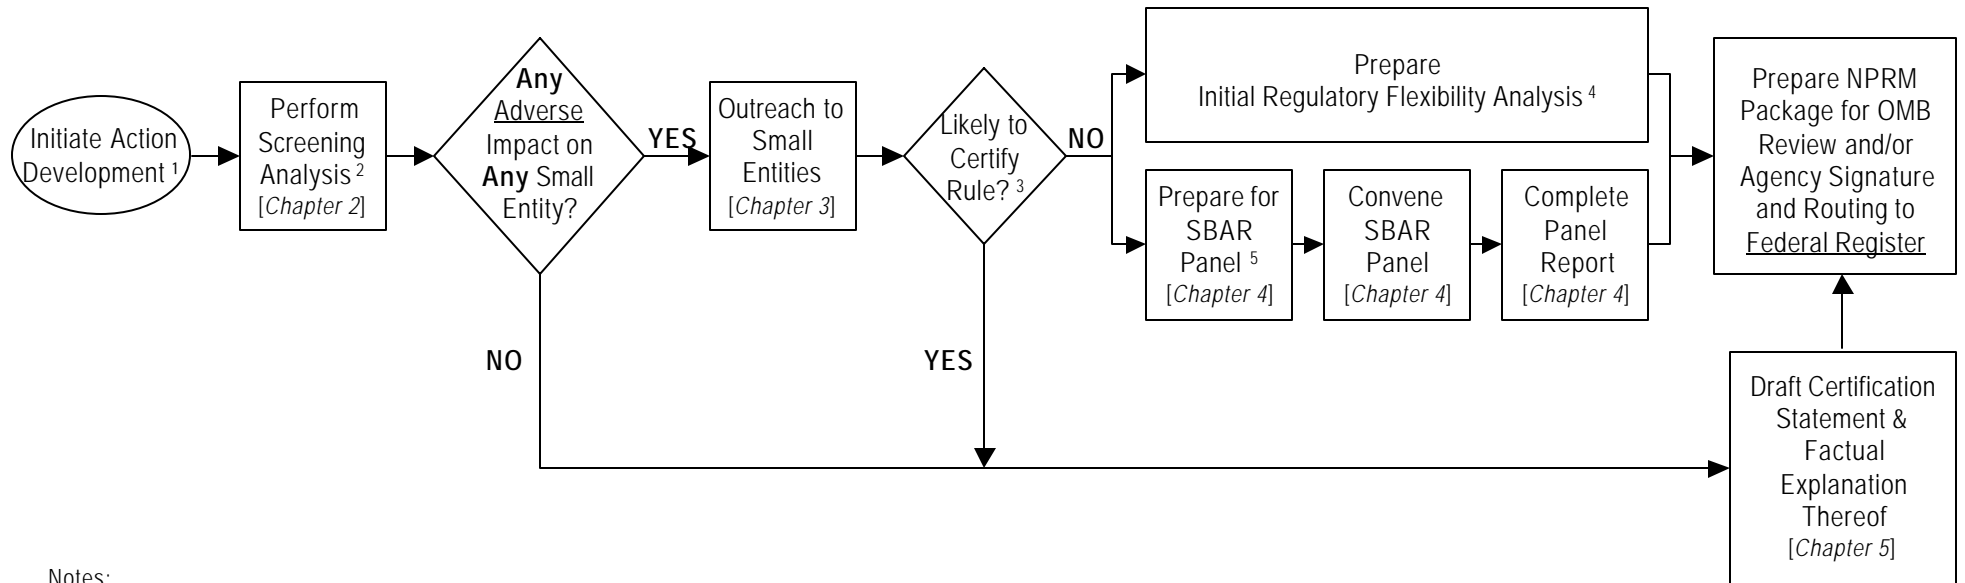 Initiate Action
Development 1
Perform
Screening
Analysis 2
[Chapter 2]
Any
Adverse
Impact on
Any Small
Entity?
YES
NO
Outreach to
Small
Entities
[Chapter 3]
Likely to
Certify
Rule? 3
NO
YES
Prepare
Initial Regulatory Flexibility Analysis 4
Prepare for
SBAR
Panel 5
[Chapter 4]
Convene
SBAR
Panel
[Chapter 4]
Complete
Panel
Report
[Chapter 4]
Prepare NPRM
Package for OMB
Review and/or
Agency Signature
and Routing to
Federal Register
Draft Certification
Statement &
Factual
Explanation
Thereof
[Chapter 5]
Notes: